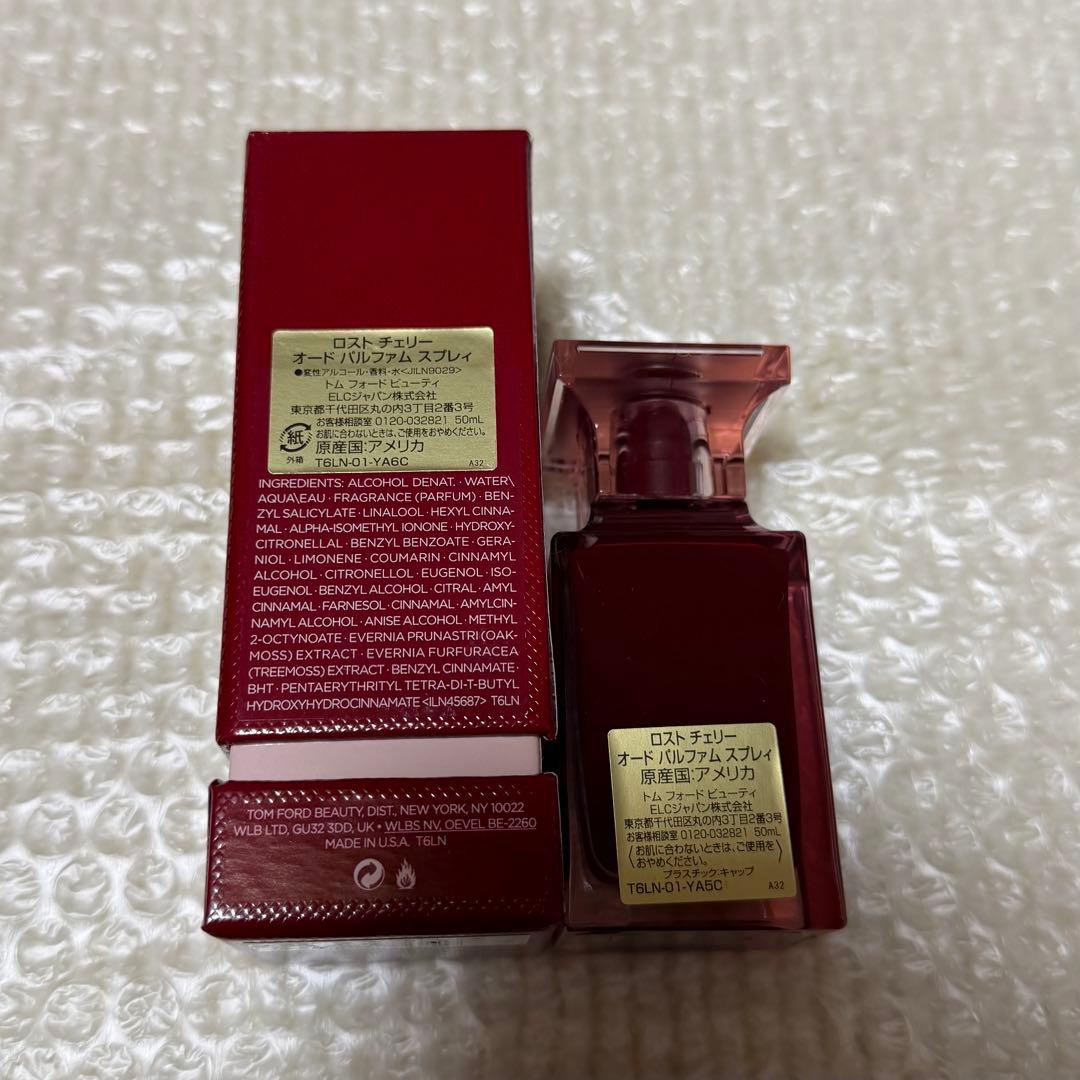 ロスト チェリー
オード パルファム スプレィ
●変性アルコール・香料・水<JILN9029>
トム フォード ビューティ
ELCジャパン株式会社
東京都千代田区丸の内3丁目2番3号
お客様相談室 0120-032821 50mL
お肌に合わないときは、ご使用をおやめください。
紙
外箱
原産国:アメリカ
T6LN-01-YA6C
A32
INGREDIENTS: ALCOHOL DENAT. · WATER\
AQUA\EAU · FRAGRANCE (PARFUM) · BEN-
ZYL SALICYLATE · LINALOOL · HEXYL CINNA-
MAL · ALPHA-ISOMETHYL IONONE · HYDROXY-
CITRONELLAL · BENZYL BENZOATE · GERA-
NIOL · LIMONENE · COUMARIN · CINNAMYL
ALCOHOL · CITRONELLOL · EUGENOL · ISO-
EUGENOL · BENZYL ALCOHOL · CITRAL · AMYL
CINNAMAL · FARNESOL · CINNAMAL · AMYLCIN-
NAMYL ALCOHOL · ANISE ALCOHOL · METHYL
2-OCTYNOATE · EVERNIA PRUNASTRI (OAK-
MOSS) EXTRACT · EVERNIA FURFURACEA
(TREEMOSS) EXTRACT · BENZYL CINNAMATE ·
BHT · PENTAERYTHRITYL TETRA-DI-T-BUTYL
HYDROXYHYDROCINNAMATE <ILN45687> T6LN
TOM FORD BEAUTY, DIST., NEW YORK, NY 10022
WLB LTD, GU32 3DD, UK • WLBS NV, OEVEL BE-2260
MADE IN U.S.A. T6LN
ロスト チェリー
オード パルファム スプレィ
原産国:アメリカ
トム フォード ビューティ
ELCジャパン株式会社
東京都千代田区丸の内3丁目2番3号
お客様相談室 0120-032821 50mL
〈お肌に合わないときは、ご使用を
おやめください。〉
プラスチック:キャップ
T6LN-01-YA5C
A32